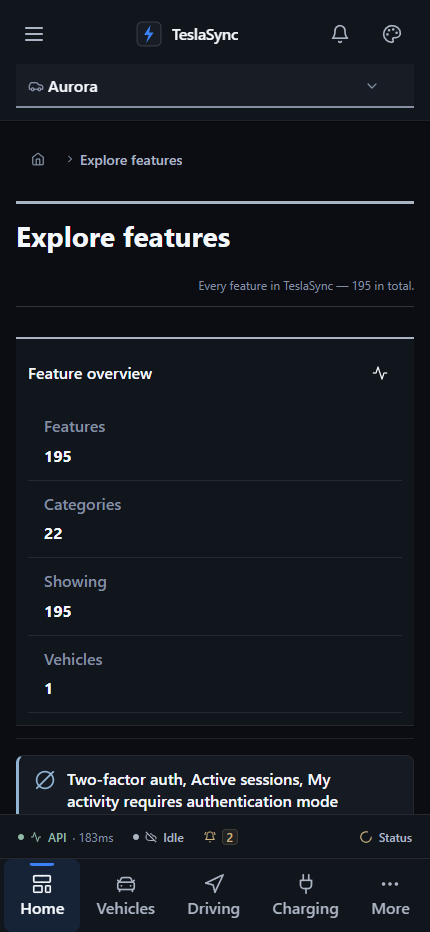 TeslaSync
Aurora
Explore features
Explore features
Every feature in TeslaSync — 195 in total.
Feature overview
Features
195
Categories
22
Showing
195
Vehicles
1
Two-factor auth, Active sessions, My
activity requires authentication mode
API · 183ms Idle 2 Status
Home Vehicles Driving Charging More